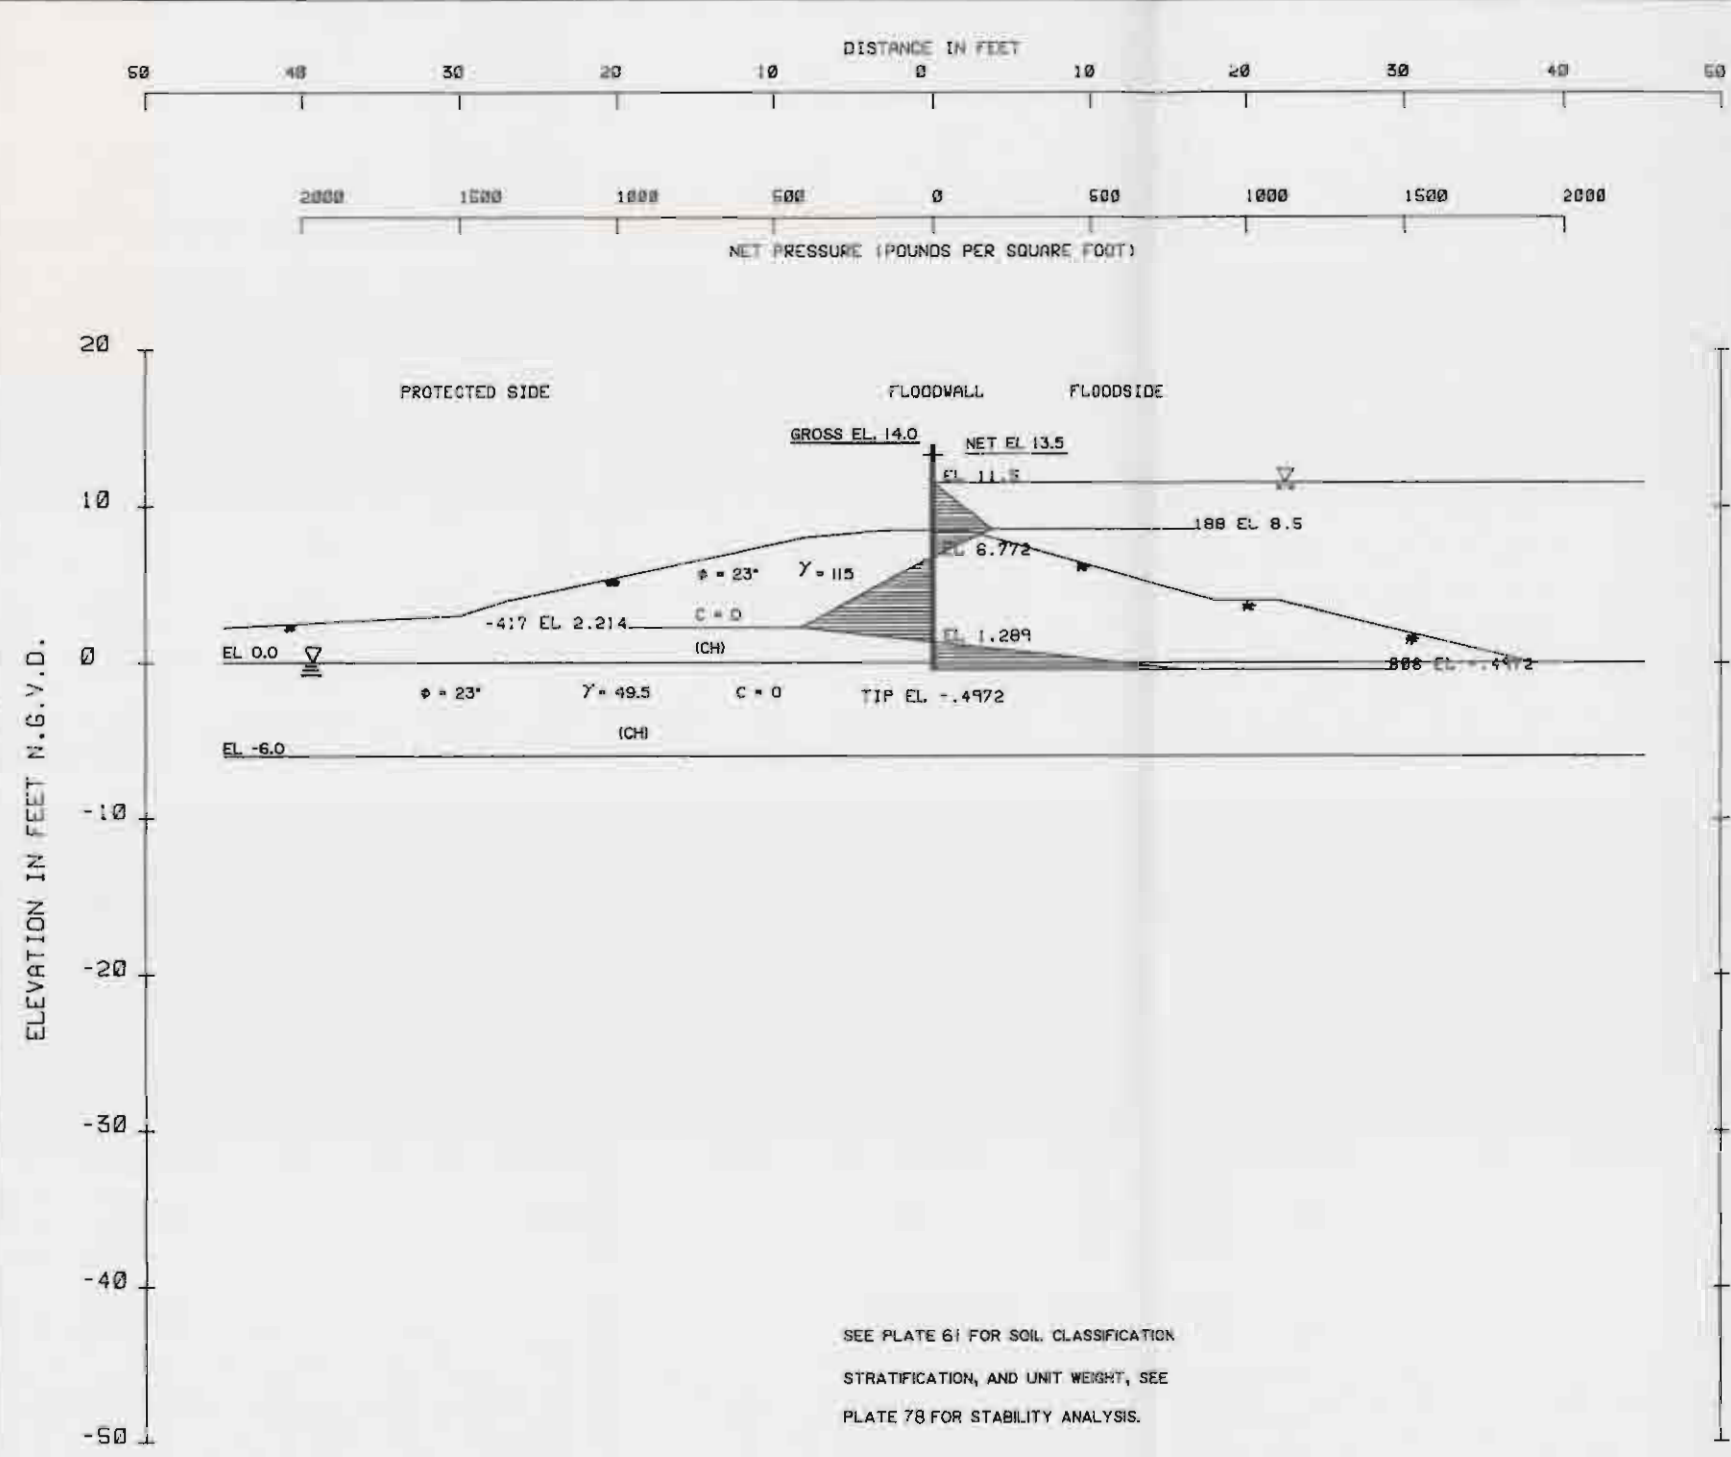 DISTANCE IN FEET
50 40 30 20 10 0 10 20 30 40 50
2000 1500 1000 500 0 500 1000 1500 2000
NET PRESSURE (POUNDS PER SQUARE FOOT)
20
PROTECTED SIDE FLOODWALL FLOODSIDE
GROSS EL. 14.0 NET EL 13.5
EL 11.5
10
188 EL 8.5
EL 6.772
φ = 23° γ = 115
C = 0
-417 EL 2.214
EL 1.289
(CH)
0
EL 0.0
808 EL -.4972
φ = 23° γ = 49.5 C = 0 TIP EL -.4972
(CH)
EL -6.0
-10
-20
-30
-40
-50
ELEVATION IN FEET N.G.V.D.
SEE PLATE 61 FOR SOIL CLASSIFICATION
STRATIFICATION, AND UNIT WEIGHT, SEE
PLATE 78 FOR STABILITY ANALYSIS.